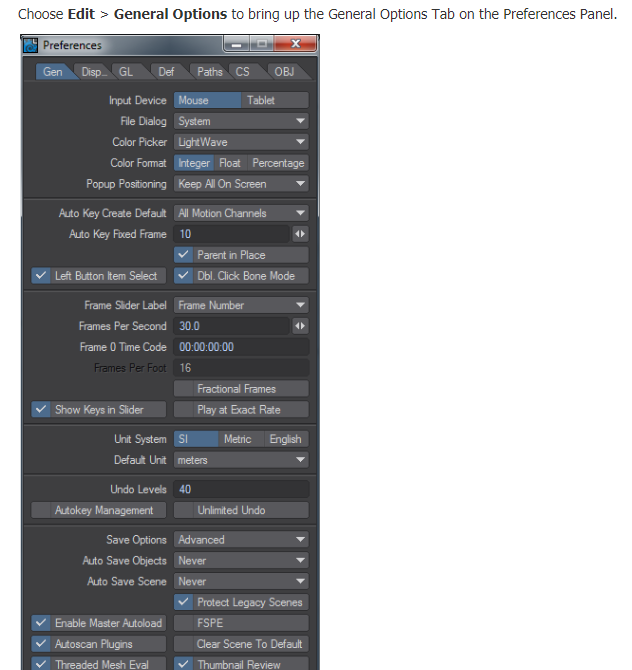 Choose Edit > General Options to bring up the General Options Tab on the Preferences Panel.
Preferences
Gen Disp... GL Def Paths CS OBJ
Input Device Mouse Tablet
File Dialog System
Color Picker LightWave
Color Format Integer Float Percentage
Popup Positioning Keep All On Screen
Auto Key Create Default All Motion Channels
Auto Key Fixed Frame 10
Parent in Place
Left Button Item Select Dbl. Click Bone Mode
Frame Slider Label Frame Number
Frames Per Second 30.0
Frame 0 Time Code 00:00:00:00
Frames Per Foot 16
Fractional Frames
Show Keys in Slider Play at Exact Rate
Unit System SI Metric English
Default Unit meters
Undo Levels 40
Autokey Management Unlimited Undo
Save Options Advanced
Auto Save Objects Never
Auto Save Scene Never
Protect Legacy Scenes
Enable Master Autoload FSPE
Autoscan Plugins Clear Scene To Default
Threaded Mesh Eval Thumbnail Review